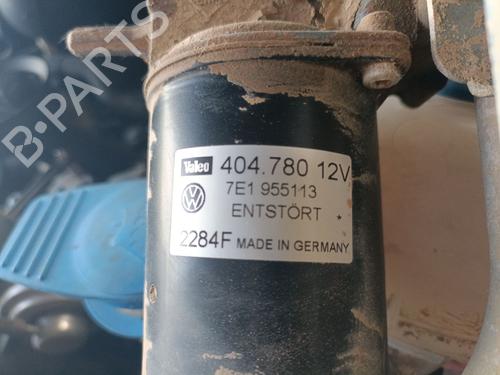 B-PARTS
Valeo 404.780 12V
7E1 955113
ENTSTÖRT
2284F MADE IN GERMANY